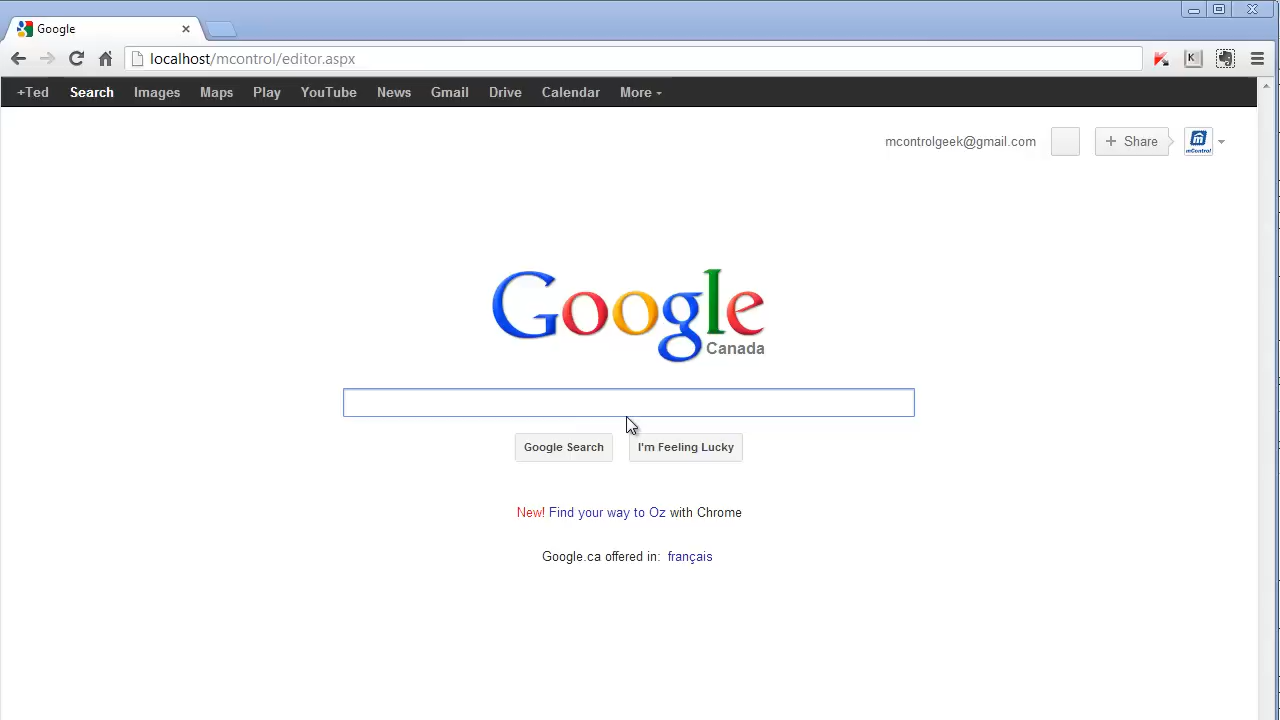 Google
localhost/mcontrol/editor.aspx
K
+Ted Search Images Maps Play YouTube News Gmail Drive Calendar More
mcontrolgeek@gmail.com + Share m mControl
Google
Canada
Google Search I'm Feeling Lucky
New! Find your way to Oz with Chrome
Google.ca offered in: français